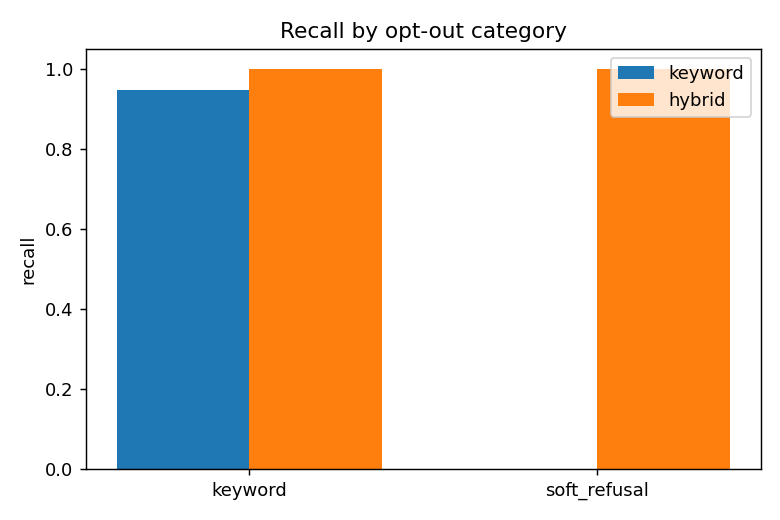 Recall by opt-out category
keyword
hybrid
recall
1.0
0.8
0.6
0.4
0.2
0.0
keyword
soft_refusal